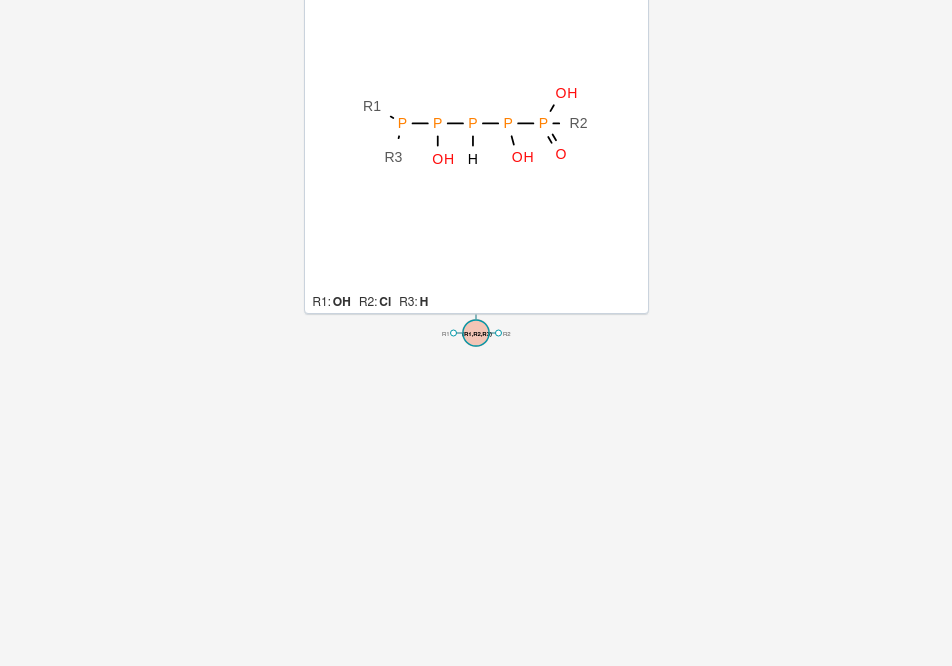 OH
R1
P P P P P R2
R3 OH H OH O
R1: OH R2: Cl R3: H
R1 R1,R2,R3 R2